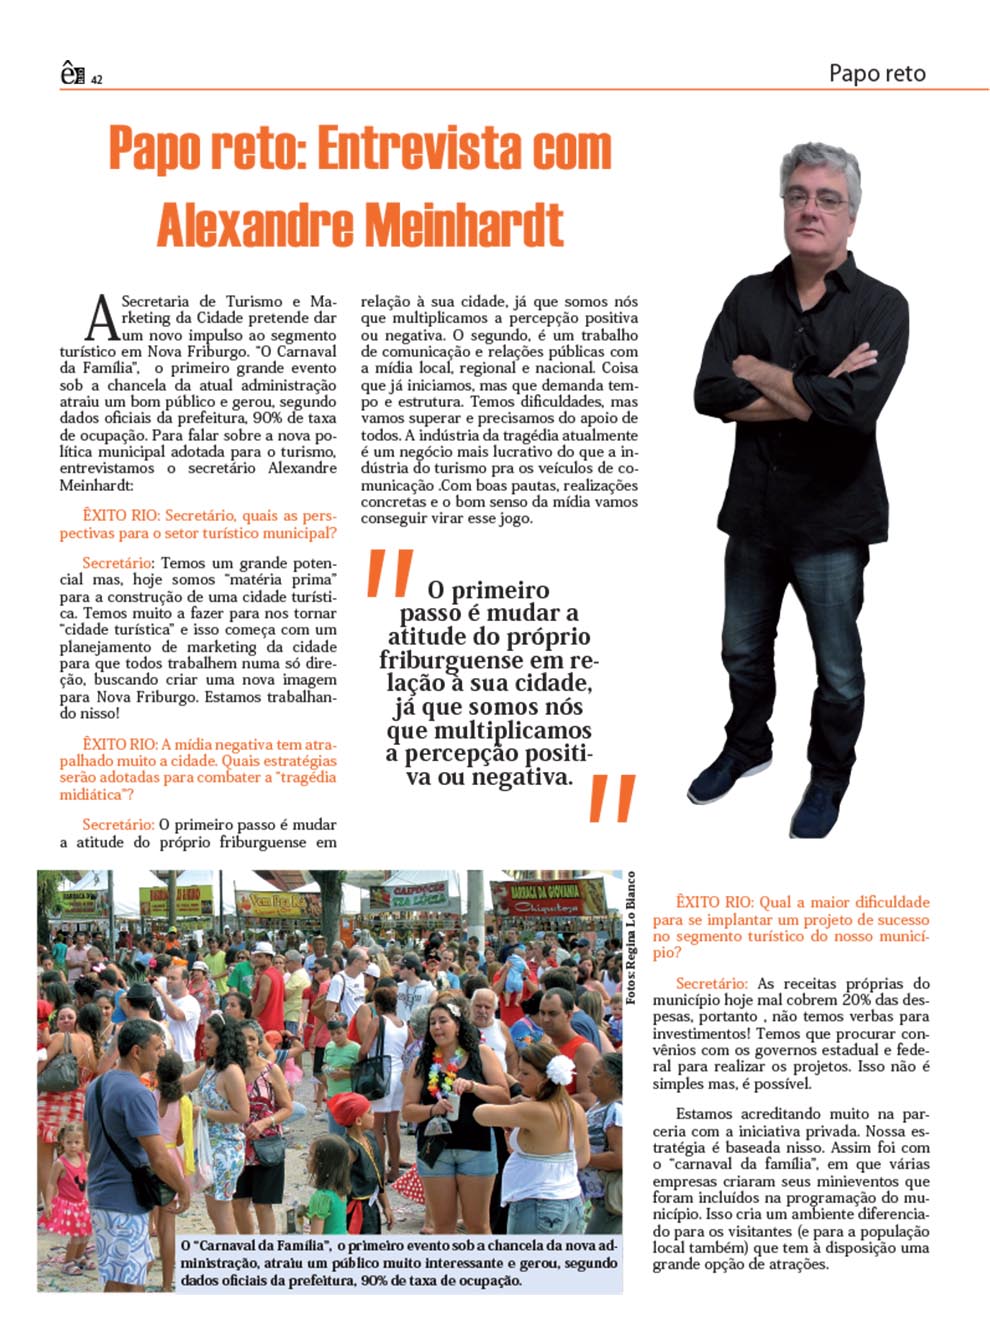 ê RIO 42
Papo reto
Papo reto: Entrevista com
Alexandre Meinhardt
A Secretaria de Turismo e Ma-
rketing da Cidade pretende dar
um novo impulso ao segmento
turístico em Nova Friburgo. "O Carnaval
da Família", o primeiro grande evento
sob a chancela da atual administração
atraiu um bom público e gerou, segundo
dados oficiais da prefeitura, 90% de taxa
de ocupação. Para falar sobre a nova po-
lítica municipal adotada para o turismo,
entrevistamos o secretário Alexandre
Meinhardt:
ÊXITO RIO: Secretário, quais as pers-
pectivas para o setor turístico municipal?
Secretário: Temos um grande poten-
cial mas, hoje somos "matéria prima"
para a construção de uma cidade turísti-
ca. Temos muito a fazer para nos tornar
"cidade turística" e isso começa com um
planejamento de marketing da cidade
para que todos trabalhem numa só dire-
ção, buscando criar uma nova imagem
para Nova Friburgo. Estamos trabalhan-
do nisso!
ÊXITO RIO: A mídia negativa tem atra-
palhado muito a cidade. Quais estratégias
serão adotadas para combater a "tragédia
midiática"?
Secretário: O primeiro passo é mudar
a atitude do próprio friburguense em
relação à sua cidade, já que somos nós
que multiplicamos a percepção positiva
ou negativa. O segundo, é um trabalho
de comunicação e relações públicas com
a mídia local, regional e nacional. Coisa
que já iniciamos, mas que demanda tem-
po e estrutura. Temos dificuldades, mas
vamos superar e precisamos do apoio de
todos. A indústria da tragédia atualmente
é um negócio mais lucrativo do que a in-
dústria do turismo pra os veículos de co-
municação .Com boas pautas, realizações
concretas e o bom senso da mídia vamos
conseguir virar esse jogo.
"O primeiro
passo é mudar a
atitude do próprio
friburguense em re-
lação à sua cidade,
já que somos nós
que multiplicamos
a percepção positi-
va ou negativa."
BARRACA DA GIOVANIA
Chiquetoza
CAIPDOCES
TIA LÚCIA
Fotos: Regina Lo Bianco
O "Carnaval da Família", o primeiro evento sob a chancela da nova ad-
ministração, atraiu um público muito interessante e gerou, segundo
dados oficiais da prefeitura, 90% de taxa de ocupação.
ÊXITO RIO: Qual a maior dificuldade
para se implantar um projeto de sucesso
no segmento turístico do nosso municí-
pio?
Secretário: As receitas próprias do
município hoje mal cobrem 20% das des-
pesas, portanto , não temos verbas para
investimentos! Temos que procurar con-
vênios com os governos estadual e fede-
ral para realizar os projetos. Isso não é
simples mas, é possível.
Estamos acreditando muito na par-
ceria com a iniciativa privada. Nossa es-
tratégia é baseada nisso. Assim foi com
o "carnaval da família", em que várias
empresas criaram seus minieventos que
foram incluídos na programação do mu-
nicípio. Isso cria um ambiente diferencia-
do para os visitantes (e para a população
local também) que tem à disposição uma
grande opção de atrações.